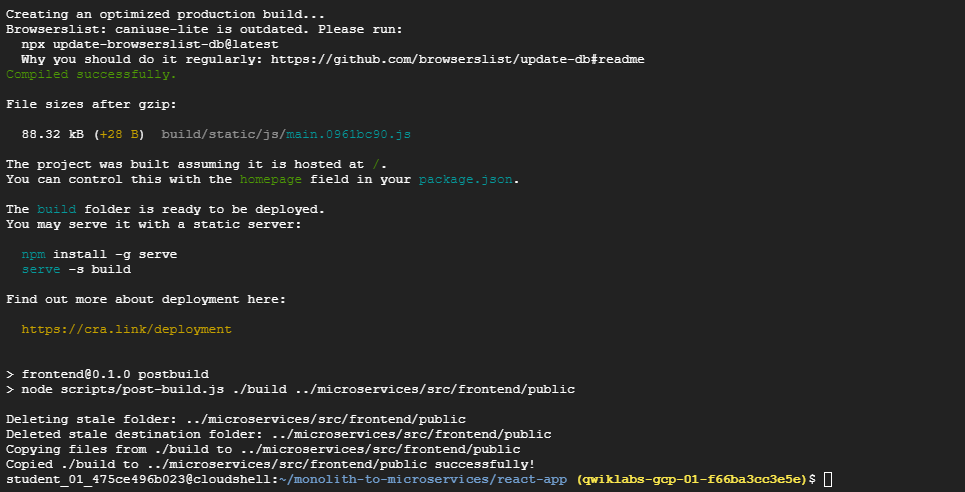 Creating an optimized production build...
Browserslist: caniuse-lite is outdated. Please run:
  npx update-browserslist-db@latest
  Why you should do it regularly: https://github.com/browserslist/update-db#readme
Compiled successfully.

File sizes after gzip:

  88.32 kB (+28 B)  build/static/js/main.0961bc90.js

The project was built assuming it is hosted at /.
You can control this with the homepage field in your package.json.

The build folder is ready to be deployed.
You may serve it with a static server:

  npm install -g serve
  serve -s build

Find out more about deployment here:

  https://cra.link/deployment


> frontend@0.1.0 postbuild
> node scripts/post-build.js ./build ../microservices/src/frontend/public

Deleting stale folder: ../microservices/src/frontend/public
Deleted stale destination folder: ../microservices/src/frontend/public
Copying files from ./build to ../microservices/src/frontend/public
Copied ./build to ../microservices/src/frontend/public successfully!
student_01_475ce496b023@cloudshell:~/monolith-to-microservices/react-app (qwiklabs-gcp-01-f66ba3cc3e5e)$